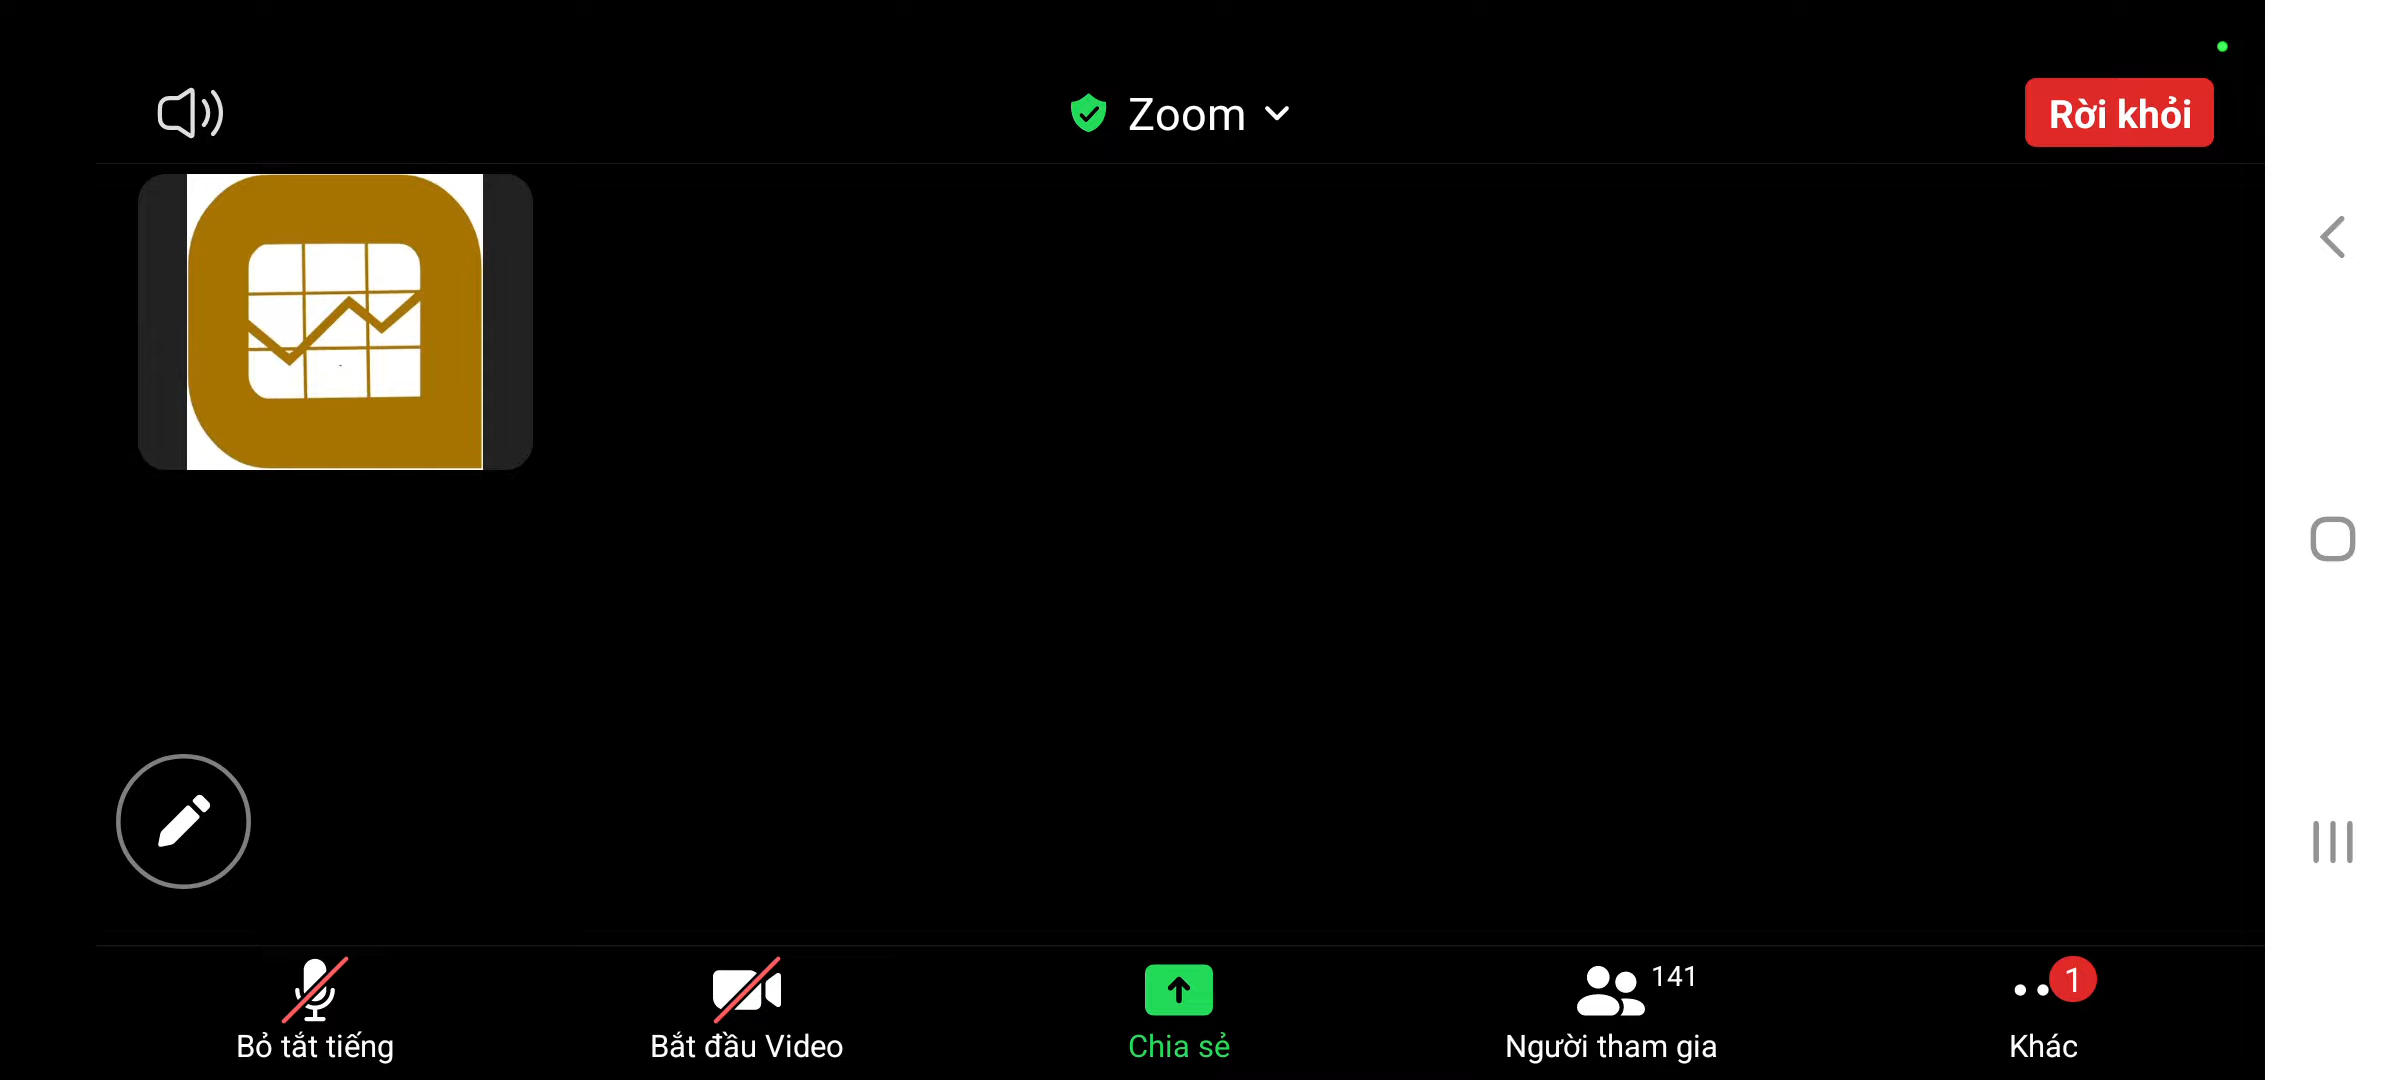 Zoom
Rời khỏi
141
1
Bỏ tắt tiếng
Bắt đầu Video
Chia sẻ
Người tham gia
Khác